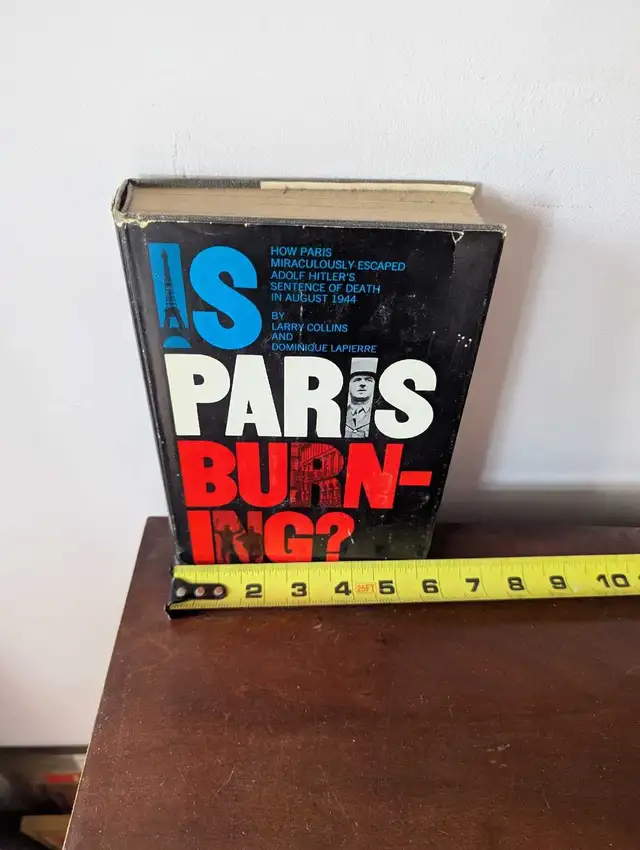 IS
HOW PARIS
MIRACULOUSLY ESCAPED
ADOLF HITLER'S
SENTENCE OF DEATH
IN AUGUST 1944
BY
LARRY COLLINS
AND
DOMINIQUE LAPIERRE
PARIS
BURN-
ING?
2 3 4 25FT 5 6 7 8 9 10